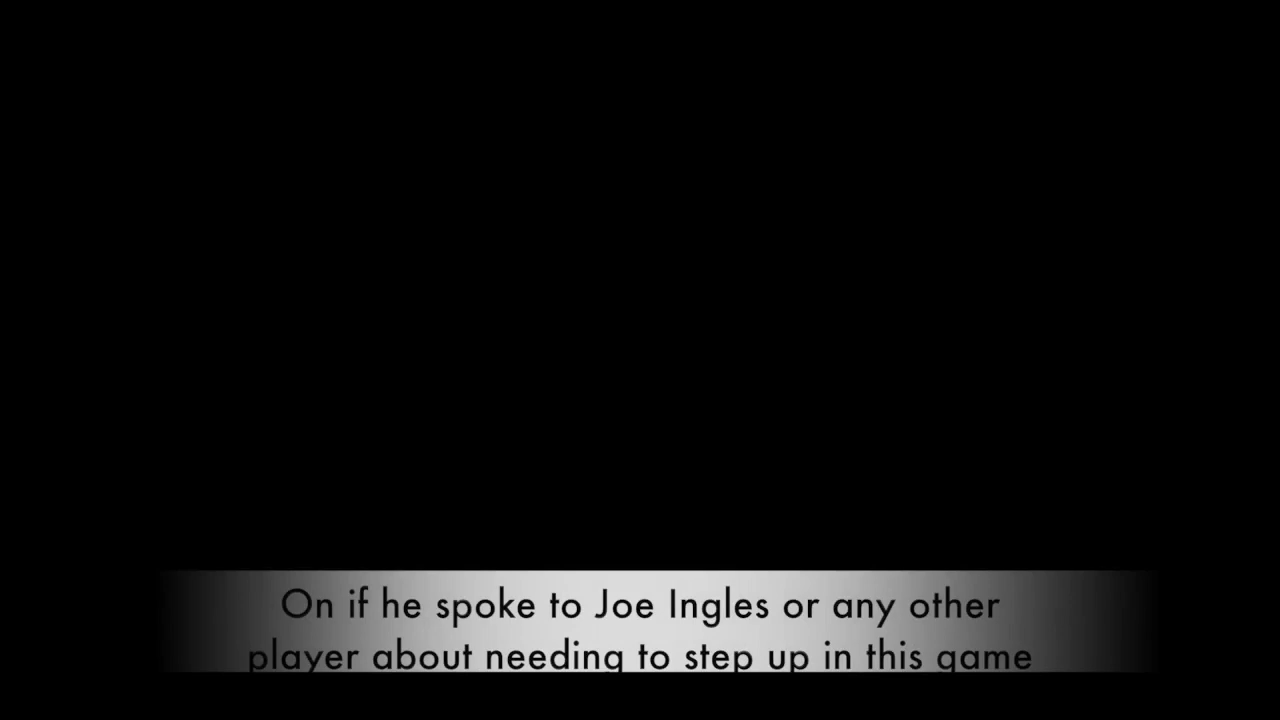 On if he spoke to Joe Ingles or any other
player about needing to step up in this game